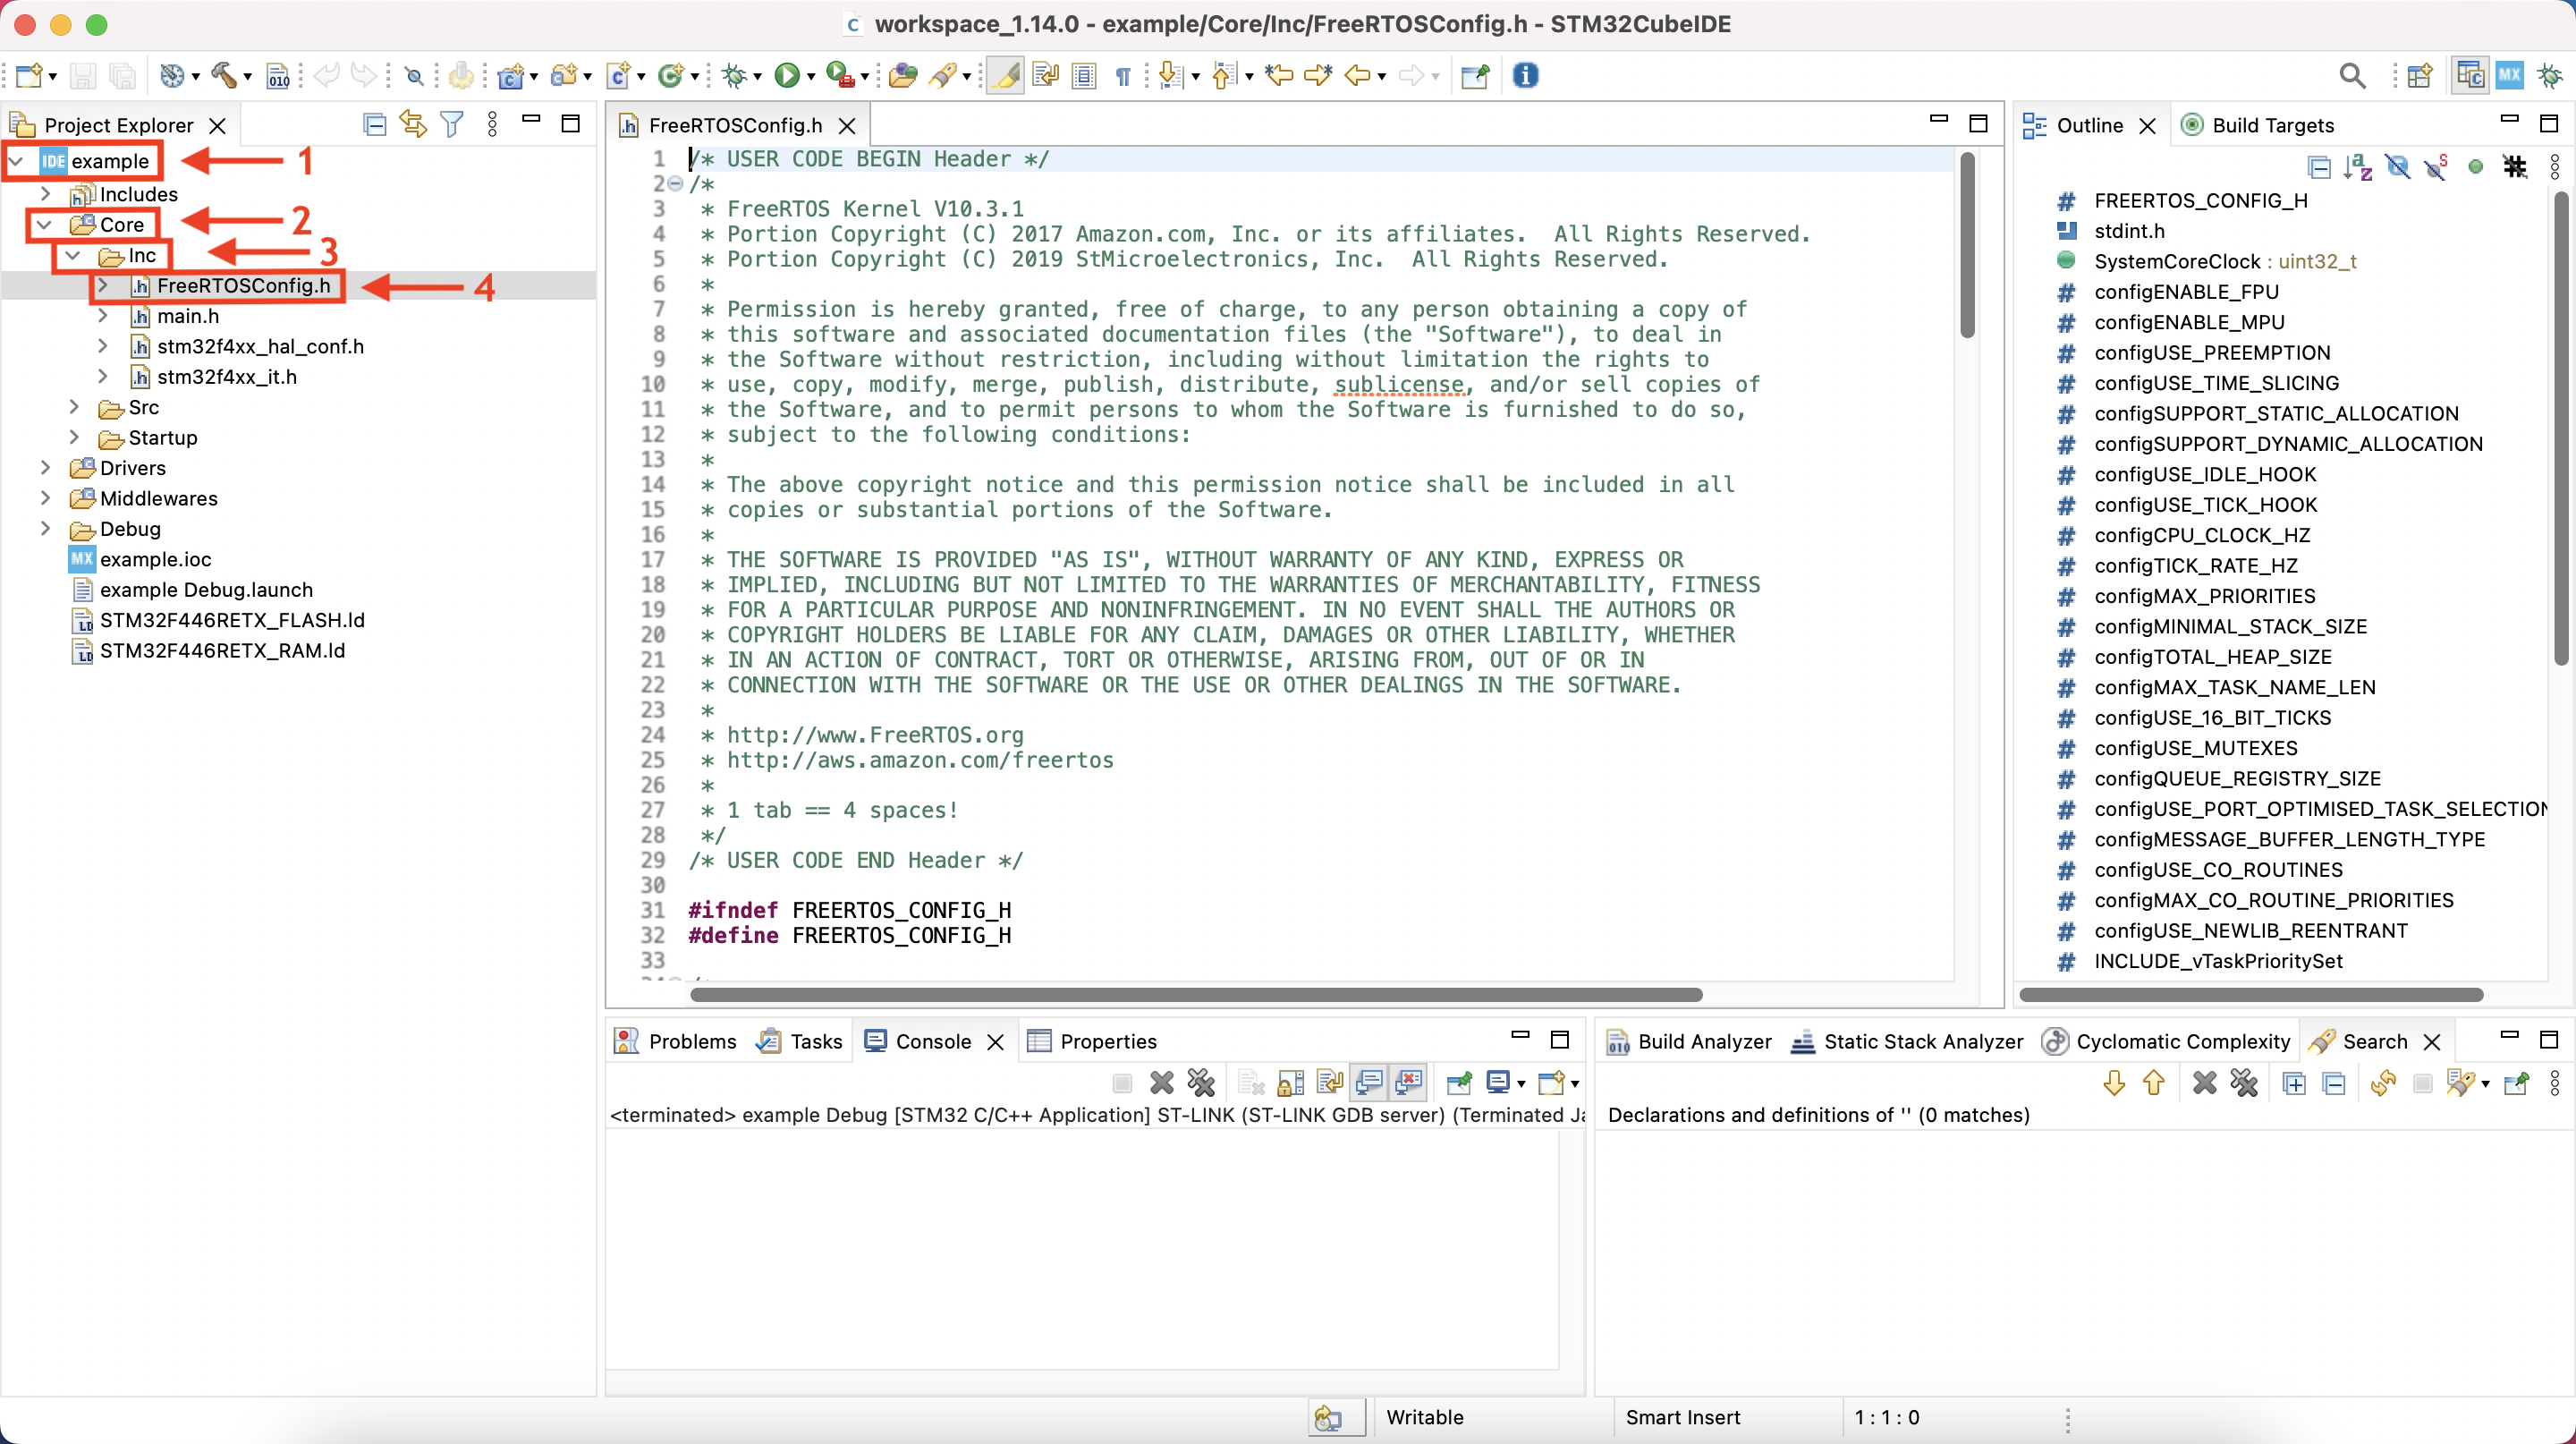 workspace_1.14.0 - example/Core/Inc/FreeRTOSConfig.h - STM32CubeIDE
Project Explorer
example
1
Includes
Core
2
Inc
3
FreeRTOSConfig.h
4
main.h
stm32f4xx_hal_conf.h
stm32f4xx_it.h
Src
Startup
Drivers
Middlewares
Debug
example.ioc
example Debug.launch
STM32F446RETX_FLASH.ld
STM32F446RETX_RAM.ld
FreeRTOSConfig.h
1 /* USER CODE BEGIN Header */
2 /*
3 * FreeRTOS Kernel V10.3.1
4 * Portion Copyright (C) 2017 Amazon.com, Inc. or its affiliates.  All Rights Reserved.
5 * Portion Copyright (C) 2019 StMicroelectronics, Inc.  All Rights Reserved.
6 *
7 * Permission is hereby granted, free of charge, to any person obtaining a copy of
8 * this software and associated documentation files (the "Software"), to deal in
9 * the Software without restriction, including without limitation the rights to
10 * use, copy, modify, merge, publish, distribute, sublicense, and/or sell copies of
11 * the Software, and to permit persons to whom the Software is furnished to do so,
12 * subject to the following conditions:
13 *
14 * The above copyright notice and this permission notice shall be included in all
15 * copies or substantial portions of the Software.
16 *
17 * THE SOFTWARE IS PROVIDED "AS IS", WITHOUT WARRANTY OF ANY KIND, EXPRESS OR
18 * IMPLIED, INCLUDING BUT NOT LIMITED TO THE WARRANTIES OF MERCHANTABILITY, FITNESS
19 * FOR A PARTICULAR PURPOSE AND NONINFRINGEMENT. IN NO EVENT SHALL THE AUTHORS OR
20 * COPYRIGHT HOLDERS BE LIABLE FOR ANY CLAIM, DAMAGES OR OTHER LIABILITY, WHETHER
21 * IN AN ACTION OF CONTRACT, TORT OR OTHERWISE, ARISING FROM, OUT OF OR IN
22 * CONNECTION WITH THE SOFTWARE OR THE USE OR OTHER DEALINGS IN THE SOFTWARE.
23 *
24 * http://www.FreeRTOS.org
25 * http://aws.amazon.com/freertos
26 *
27 * 1 tab == 4 spaces!
28 */
29 /* USER CODE END Header */
30
31 #ifndef FREERTOS_CONFIG_H
32 #define FREERTOS_CONFIG_H
33
Outline
Build Targets
FREERTOS_CONFIG_H
stdint.h
SystemCoreClock : uint32_t
configENABLE_FPU
configENABLE_MPU
configUSE_PREEMPTION
configUSE_TIME_SLICING
configSUPPORT_STATIC_ALLOCATION
configSUPPORT_DYNAMIC_ALLOCATION
configUSE_IDLE_HOOK
configUSE_TICK_HOOK
configCPU_CLOCK_HZ
configTICK_RATE_HZ
configMAX_PRIORITIES
configMINIMAL_STACK_SIZE
configTOTAL_HEAP_SIZE
configMAX_TASK_NAME_LEN
configUSE_16_BIT_TICKS
configUSE_MUTEXES
configQUEUE_REGISTRY_SIZE
configUSE_PORT_OPTIMISED_TASK_SELECTION
configMESSAGE_BUFFER_LENGTH_TYPE
configUSE_CO_ROUTINES
configMAX_CO_ROUTINE_PRIORITIES
configUSE_NEWLIB_REENTRANT
INCLUDE_vTaskPrioritySet
Problems Tasks Console Properties
<terminated> example Debug [STM32 C/C++ Application] ST-LINK (ST-LINK GDB server) (Terminated Ja
Build Analyzer Static Stack Analyzer Cyclomatic Complexity Search
Declarations and definitions of '' (0 matches)
Writable
Smart Insert
1 : 1 : 0